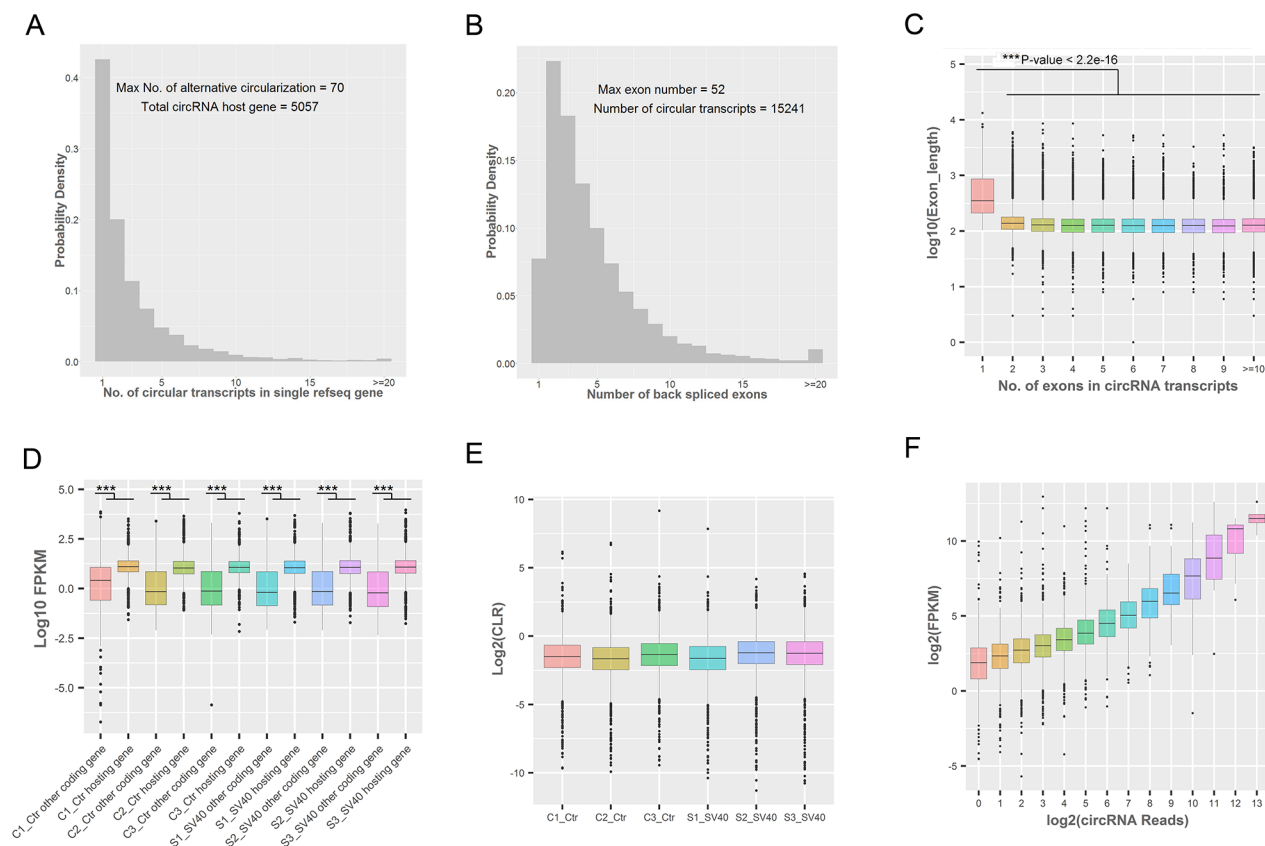 A
Max No. of alternative circularization = 70
Total circRNA host gene = 5057
Probability Density
0.4
0.3
0.2
0.1
0.0
1
5
10
15
>=20
No. of circular transcripts in single refseq gene
B
Max exon number = 52
Number of circular transcripts = 15241
Probability Density
0.20
0.15
0.10
0.05
0.00
1
5
10
15
>=20
Number of back spliced exons
C
***P-value < 2.2e-16
log10(Exon_length)
5
4
3
2
1
0
1
2
3
4
5
6
7
8
9
>=10
No. of exons in circRNA transcripts
D
*** *** *** *** *** ***
Log10 FPKM
5.0
2.5
0.0
-2.5
-5.0
C1_Ctr other coding gene
C1_Ctr hosting gene
C2_Ctr other coding gene
C2_Ctr hosting gene
C3_Ctr other coding gene
C3_Ctr hosting gene
S1_SV40 other coding gene
S1_SV40 hosting gene
S2_SV40 other coding gene
S2_SV40 hosting gene
S3_SV40 other coding gene
S3_SV40 hosting gene
E
Log2(CLR)
10
5
0
-5
-10
C1_Ctr
C2_Ctr
C3_Ctr
S1_SV40
S2_SV40
S3_SV40
F
log2(FPKM)
10
5
0
-5
0
1
2
3
4
5
6
7
8
9
10
11
12
13
log2(circRNA Reads)